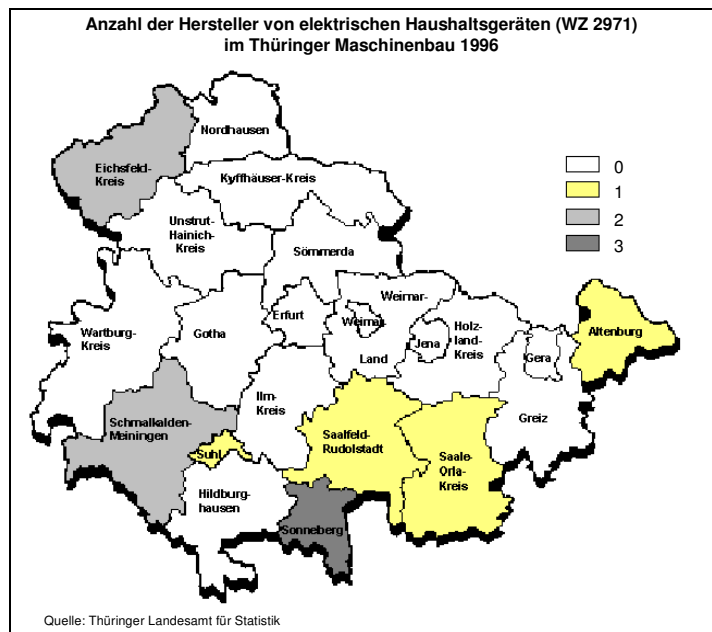 Anzahl der Hersteller von elektrischen Haushaltsgeräten (WZ 2971)
im Thüringer Maschinenbau 1996
Nordhausen
Eichsfeld-
Kreis
Kyffhäuser-Kreis
0
1
2
3
Unstrut-
Hainich-
Kreis
Sömmerda
Weimar-
Land
Erfurt
Weimar
Wartburg-
Kreis
Gotha
Jena
Holz-
land-
Kreis
Gera
Altenburg
Ilm-
Kreis
Greiz
Schmalkalden-
Meiningen
Suhl
Saalfeld-
Rudolstadt
Saale-
Orla-
Kreis
Hildburg-
hausen
Sonneberg
Quelle: Thüringer Landesamt für Statistik